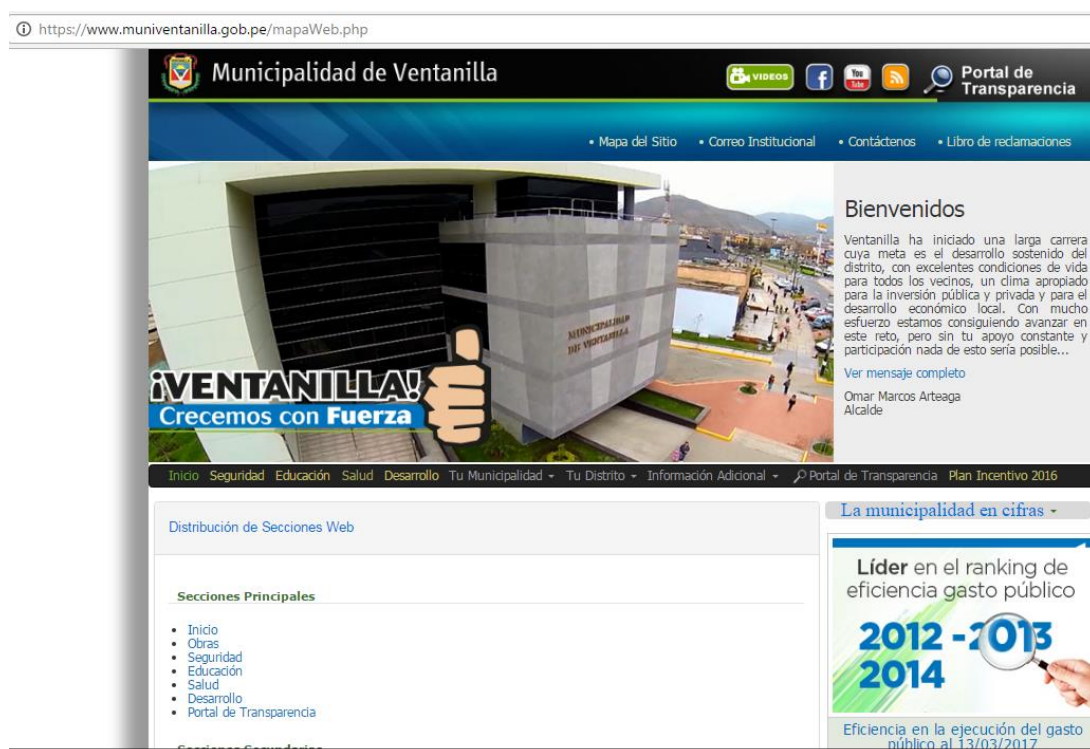 https://www.muniventanilla.gob.pe/mapaWeb.php
Municipalidad de Ventanilla
VIDEOS
f
You
Tube
Portal de
Transparencia
• Mapa del Sitio
• Correo Institucional
• Contáctenos
• Libro de reclamaciones
MUNICIPALIDAD
DE VENTANILLA
¡VENTANILLA!
Crecemos con Fuerza
Bienvenidos
Ventanilla ha iniciado una larga carrera
cuya meta es el desarrollo sostenido del
distrito, con excelentes condiciones de vida
para todos los vecinos, un clima apropiado
para la inversión pública y privada y para el
desarrollo económico local. Con mucho
esfuerzo estamos consiguiendo avanzar en
este reto, pero sin tu apoyo constante y
participación nada de esto sería posible...
Ver mensaje completo
Omar Marcos Arteaga
Alcalde
Inicio Seguridad Educación Salud Desarrollo Tu Municipalidad Tu Distrito Información Adicional Portal de Transparencia Plan Incentivo 2016
Distribución de Secciones Web
Secciones Principales
• Inicio
• Obras
• Seguridad
• Educación
• Salud
• Desarrollo
• Portal de Transparencia
Secciones Secundarias
La municipalidad en cifras
Líder en el ranking de
eficiencia gasto público
2012 - 2013
2014
Eficiencia en la ejecución del gasto
público al 13/03/2017